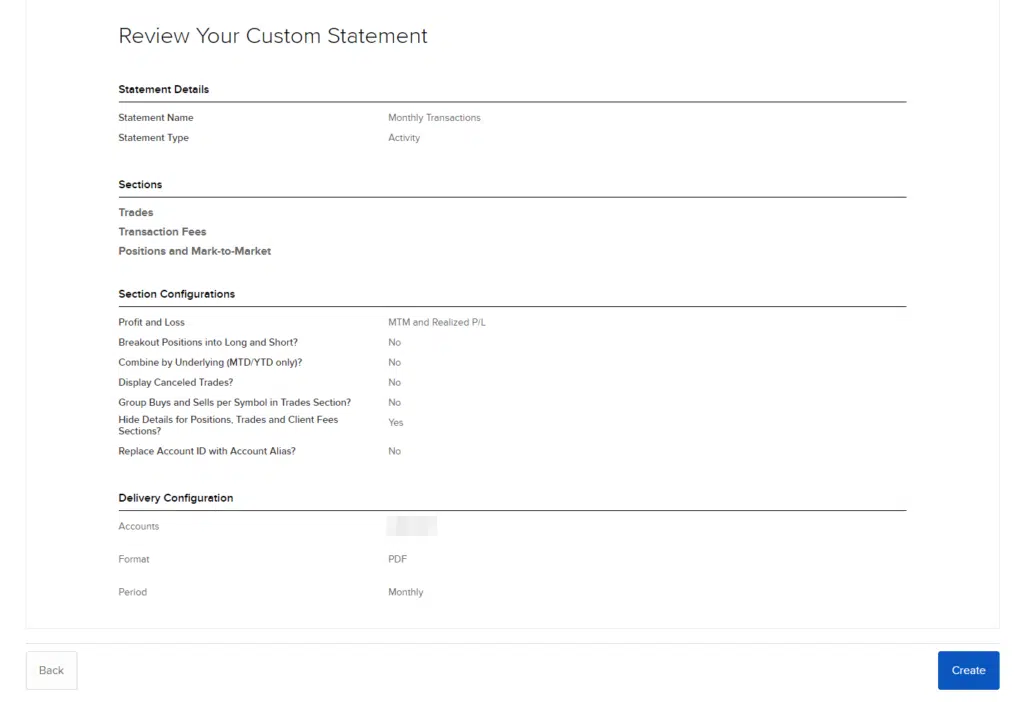 Review Your Custom Statement
Statement Details
Statement Name Monthly Transactions
Statement Type Activity
Sections
Trades
Transaction Fees
Positions and Mark-to-Market
Section Configurations
Profit and Loss MTM and Realized P/L
Breakout Positions into Long and Short? No
Combine by Underlying (MTD/YTD only)? No
Display Canceled Trades? No
Group Buys and Sells per Symbol in Trades Section? No
Hide Details for Positions, Trades and Client Fees
Sections? Yes
Replace Account ID with Account Alias? No
Delivery Configuration
Accounts
Format PDF
Period Monthly
Back Create